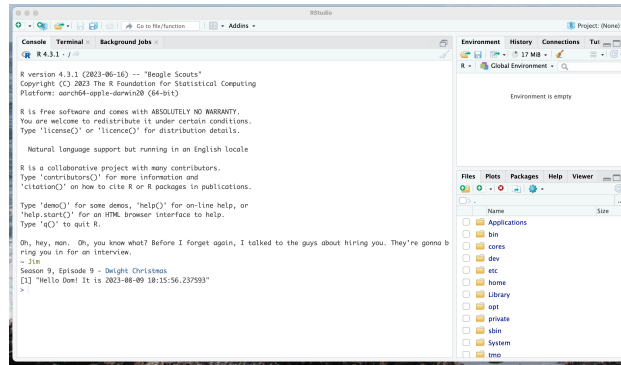 RStudio
Go to file/function
Addins
Project: (None)
Console Terminal Background Jobs
R 4.3.1 · /
R version 4.3.1 (2023-06-16) -- "Beagle Scouts"
Copyright (C) 2023 The R Foundation for Statistical Computing
Platform: aarch64-apple-darwin20 (64-bit)
R is free software and comes with ABSOLUTELY NO WARRANTY.
You are welcome to redistribute it under certain conditions.
Type 'license()' or 'licence()' for distribution details.
Natural language support but running in an English locale
R is a collaborative project with many contributors.
Type 'contributors()' for more information and
'citation()' on how to cite R or R packages in publications.
Type 'demo()' for some demos, 'help()' for on-line help, or
'help.start()' for an HTML browser interface to help.
Type 'q()' to quit R.
Oh, hey, man.  Oh, you know what? Before I forget again, I talked to the guys about hiring you. They're gonna b
ring you in for an interview.
~ Jim
Season 9, Episode 9 - Dwight Christmas
[1] "Hello Dom! It is 2023-08-09 10:15:56.237593"
>
Environment History Connections Tut
17 MiB
R Global Environment
Environment is empty
Files Plots Packages Help Viewer
Name Size
Applications
bin
cores
dev
etc
home
Library
opt
private
sbin
System
tmp